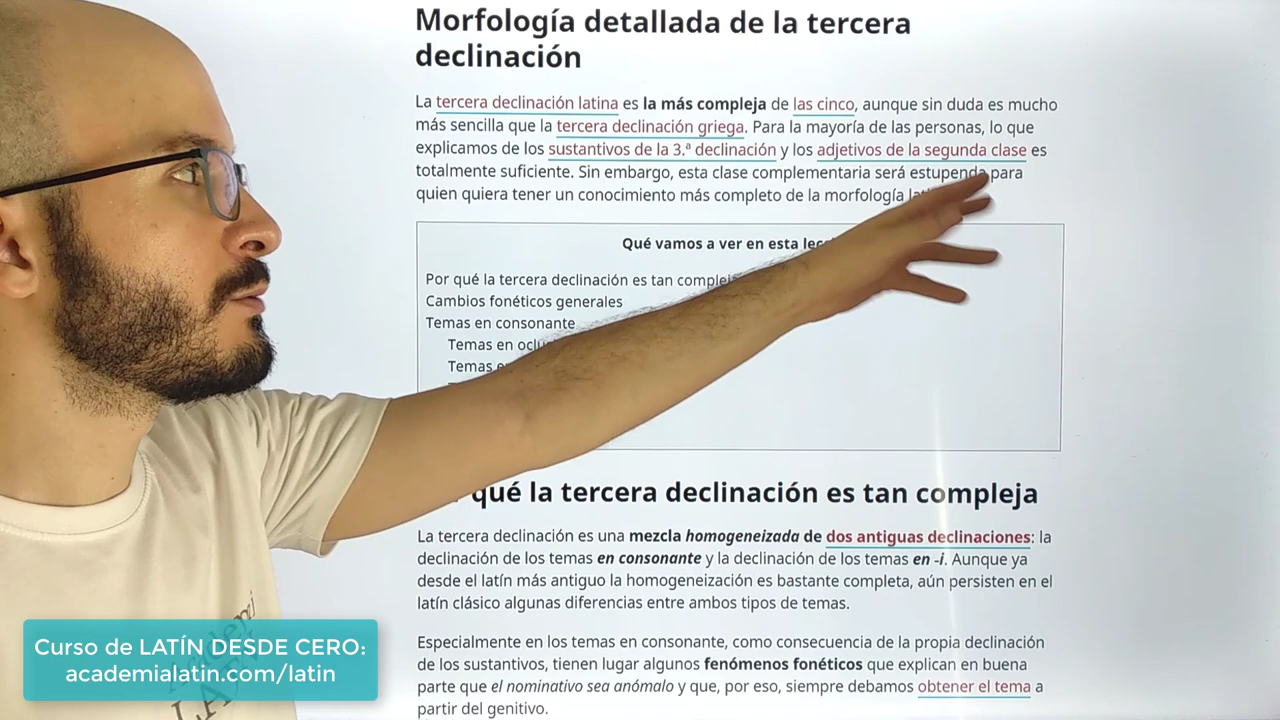 Morfología detallada de la tercera
declinación
La tercera declinación latina es la más compleja de las cinco, aunque sin duda es mucho
más sencilla que la tercera declinación griega. Para la mayoría de las personas, lo que
explicamos de los sustantivos de la 3.ª declinación y los adjetivos de la segunda clase es
totalmente suficiente. Sin embargo, esta clase complementaria será estupenda para
quien quiera tener un conocimiento más completo de la morfología
Qué vamos a ver en esta
Por qué la tercera declinación es tan
Cambios fonéticos generales
Temas en consonante
Temas en
Temas
qué la tercera declinación es tan compleja
La tercera declinación es una mezcla homogeneizada de dos antiguas declinaciones: la
declinación de los temas en consonante y la declinación de los temas en -i. Aunque ya
desde el latín más antiguo la homogeneización es bastante completa, aún persisten en el
latín clásico algunas diferencias entre ambos tipos de temas.
Especialmente en los temas en consonante, como consecuencia de la propia declinación
de los sustantivos, tienen lugar algunos fenómenos fonéticos que explican en buena
parte que el nominativo sea anómalo y que, por eso, siempre debamos obtener el tema a
partir del genitivo.
Curso de LATÍN DESDE CERO:
academialatin.com/latin